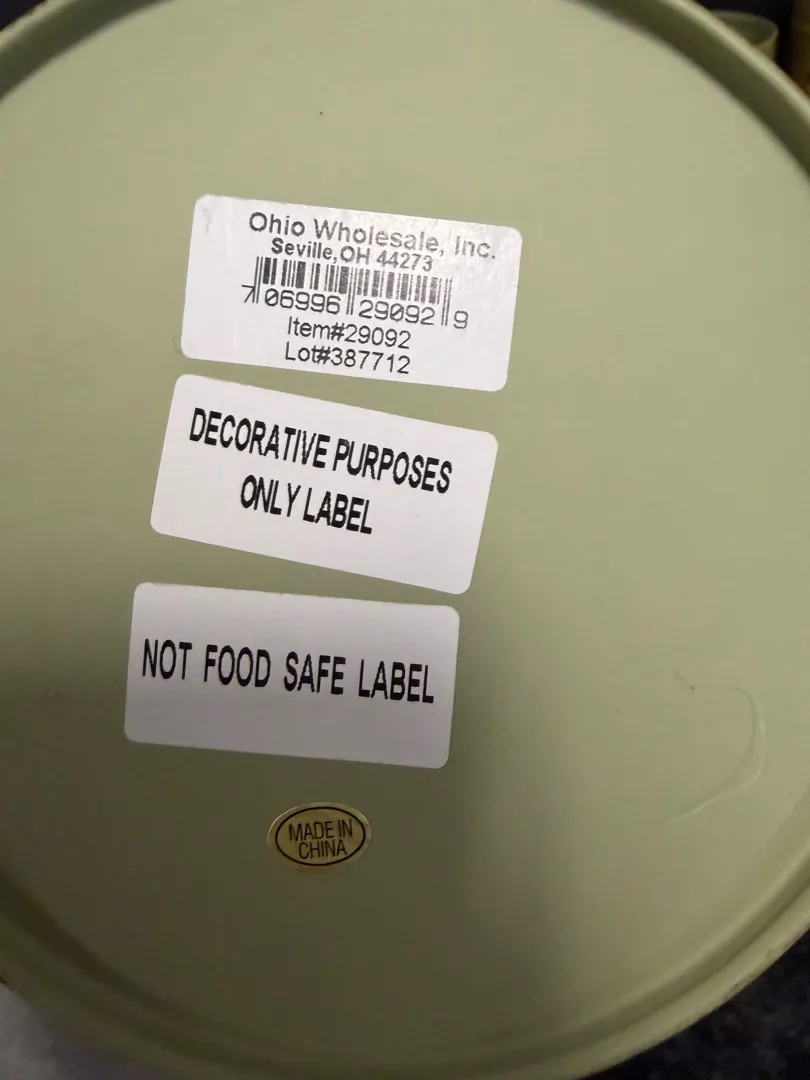 Ohio Wholesale, Inc.
Seville,OH 44273
7 06996 29092 9
Item#29092
Lot#387712
DECORATIVE PURPOSES
ONLY LABEL
NOT FOOD SAFE LABEL
MADE IN
CHINA